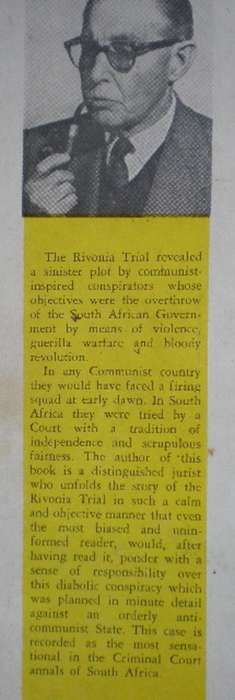 The Rivonia Trial revealed
a sinister plot by communist-
inspired conspirators whose
objectives were the overthrow
of the South African Govern-
ment by means of violence,
guerilla warfare and bloody
revolution.
In any Communist country
they would have faced a firing
squad at early dawn. In South
Africa they were tried by a
Court with a tradition of
independence and scrupulous
fairness. The author of this
book is a distinguished jurist
who unfolds the story of the
Rivonia Trial in such a calm
and objective manner that even
the most biased and unin-
formed reader, would, after
having read it, ponder with a
sense of responsibility over
this diabolic conspiracy which
was planned in minute detail
against an orderly anti-
communist State. This case is
recorded as the most sensa-
tional in the Criminal Court
annals of South Africa.